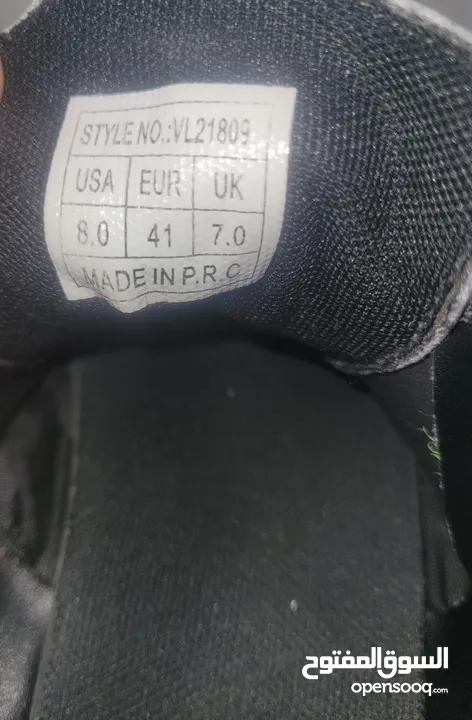 STYLE NO.:VL21809
USA EUR UK
8.0 41 7.0
MADE IN P.R.C
السوق المفتوح
opensooq.com